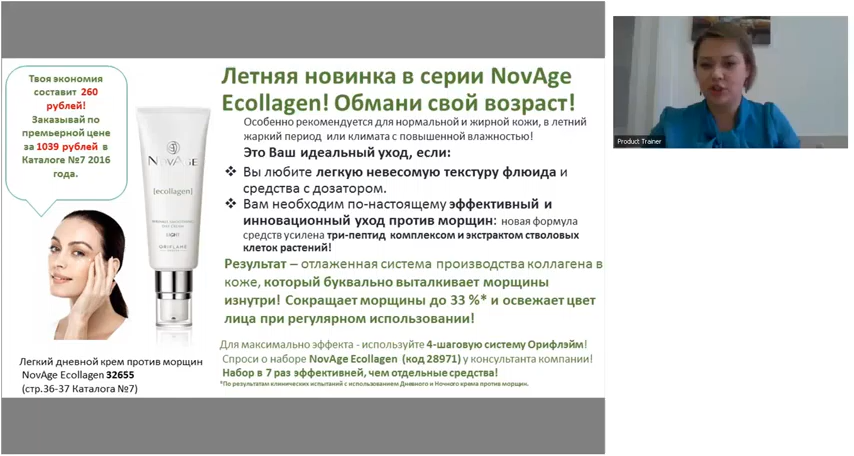 Твоя экономия
составит 260
рублей!
Заказывай по
премьерной цене
за 1039 рублей в
Каталоге №7 2016
года.
NOVAGE
[ecollagen]
WRINKLE SMOOTHING
DAY CREAM
LIGHT
ORIFLAME
Легкий дневной крем против морщин
NovAge Ecollagen 32655
(стр.36-37 Каталога №7)
Летняя новинка в серии NovAge
Ecollagen! Обмани свой возраст!
Особенно рекомендуется для нормальной и жирной кожи, в летний
жаркий период или климата с повышенной влажностью!
Это Ваш идеальный уход, если:
❖ Вы любите легкую невесомую текстуру флюида и
средства с дозатором.
❖ Вам необходим по-настоящему эффективный и
инновационный уход против морщин: новая формула
средств усилена три-пептид комплексом и экстрактом стволовых
клеток растений!
Результат – отлаженная система производства коллагена в
коже, который буквально выталкивает морщины
изнутри! Сокращает морщины до 33 %* и освежает цвет
лица при регулярном использовании!
Для максимально эффекта - используйте 4-шаговую систему Орифлэйм!
Спроси о наборе NovAge Ecollagen (код 28971) у консультанта компании!
Набор в 7 раз эффективней, чем отдельные средства!
*По результатам клинических испытаний с использованием Дневного и Ночного крема против морщин.
Product Trainer